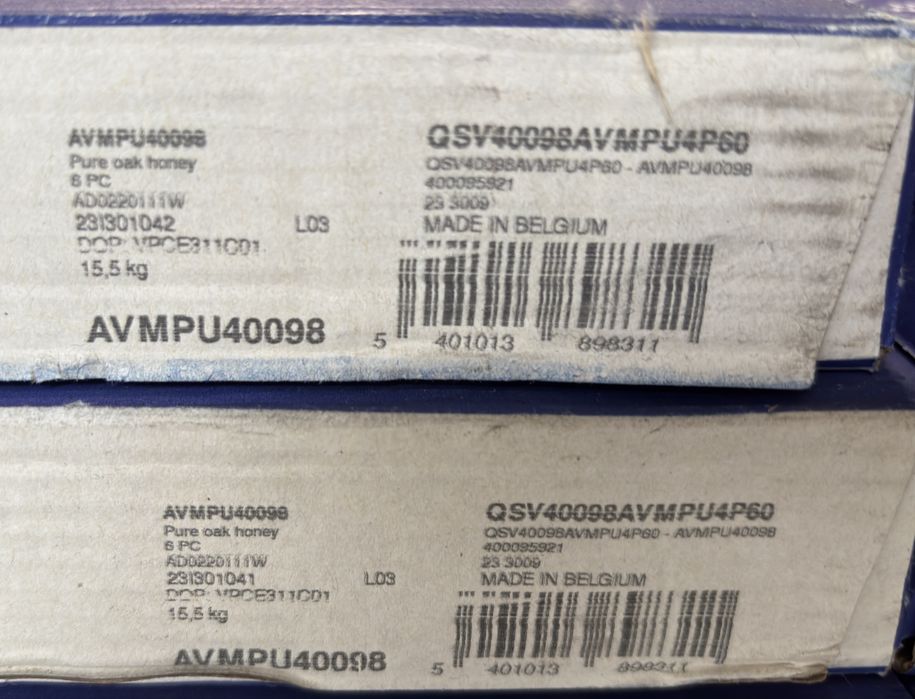 AVMPU40098
Pure oak honey
6 PC
AD0220111W
231301042 L03
DOP: VPCE311C01
15,5 kg
AVMPU40098
QSV40098AVMPU4P60
QSV40098AVMPU4P60 - AVMPU40098
400095921
23 3009
MADE IN BELGIUM
5 401013 898311
AVMPU40098
Pure oak honey
6 PC
AD0220111W
231301041 L03
DOP: VPCE311C01
15,5 kg
AVMPU40098
QSV40098AVMPU4P60
QSV40098AVMPU4P60 - AVMPU40098
400095921
23 3009
MADE IN BELGIUM
5 401013 898311